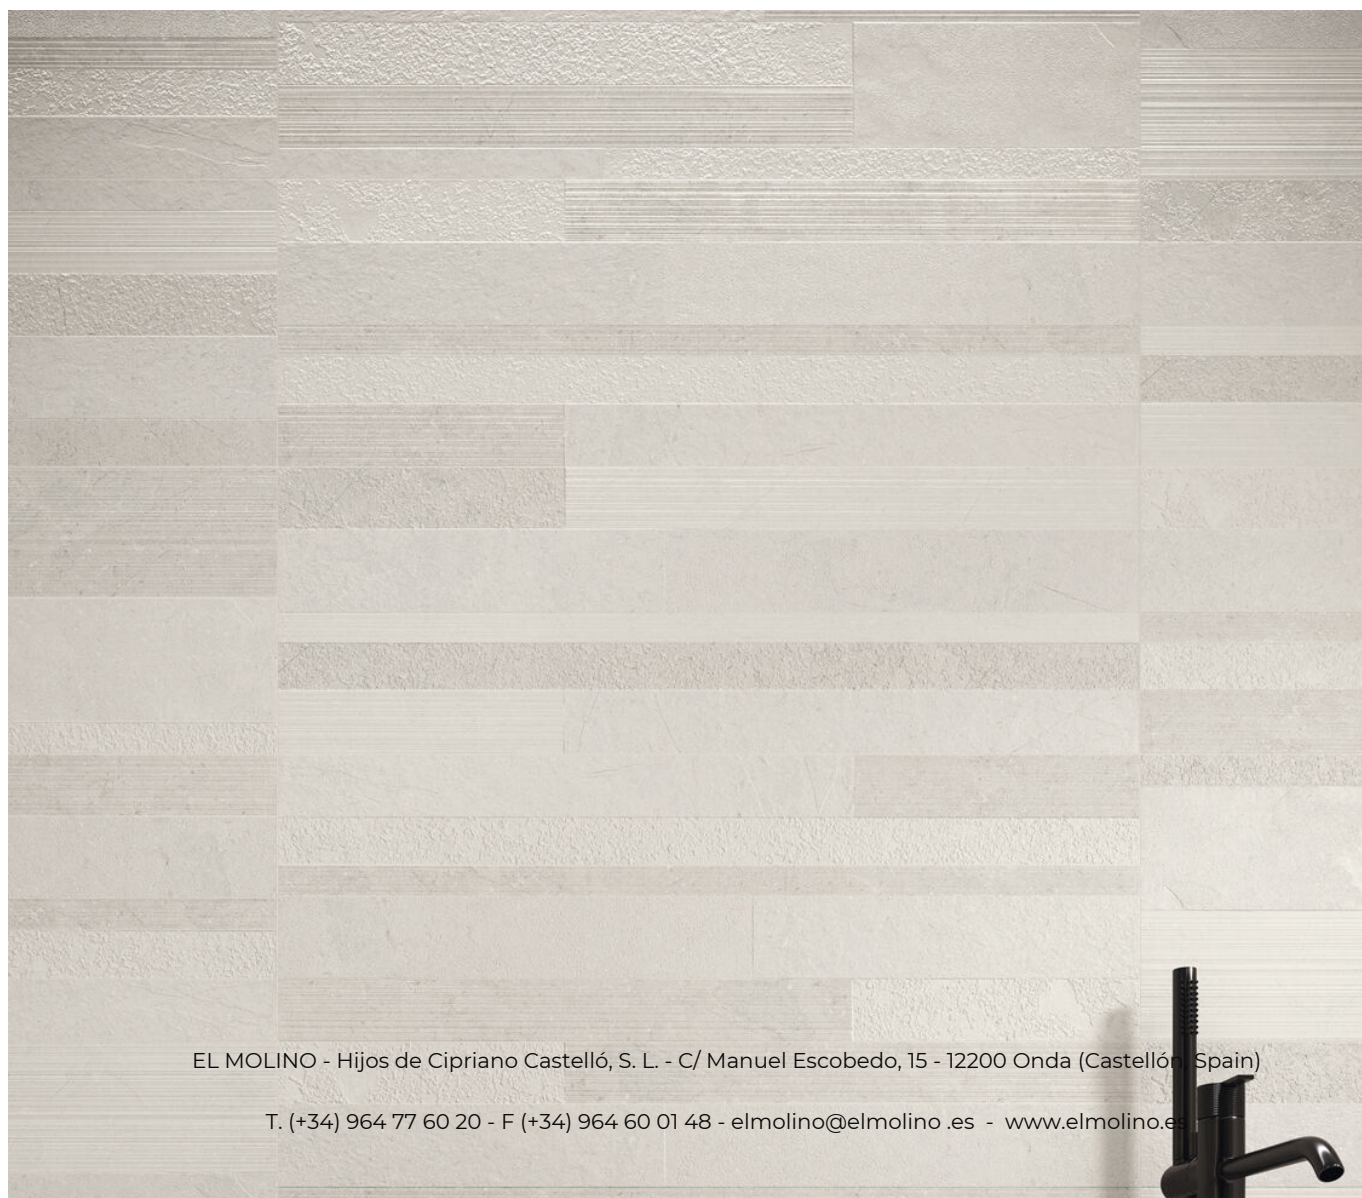 EL MOLINO - Hijos de Cipriano Castelló, S. L. - C/ Manuel Escobedo, 15 - 12200 Onda (Castellón, Spain)
T. (+34) 964 77 60 20 - F (+34) 964 60 01 48 - elmolino@elmolino .es - www.elmolino.es